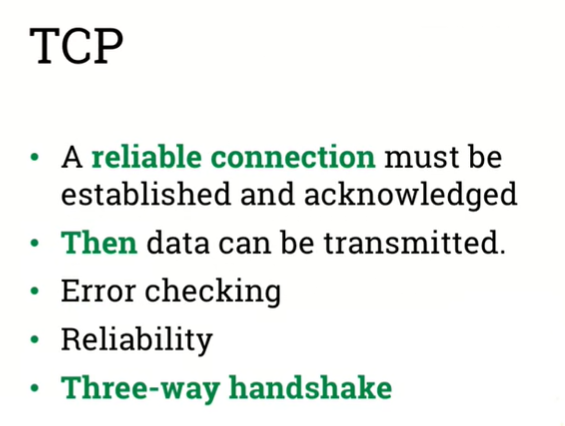 TCP
• A reliable connection must be
established and acknowledged
• Then data can be transmitted.
• Error checking
• Reliability
• Three-way handshake